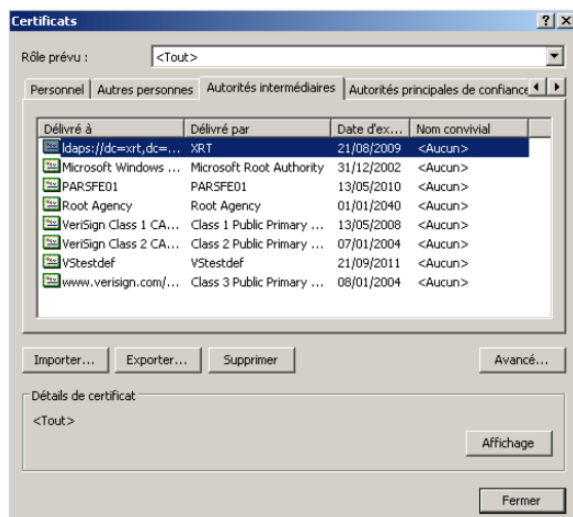 Certificats
Rôle prévu : <Tout>
Personnel Autres personnes Autorités intermédiaires Autorités principales de confiance
Délivré à Délivré par Date d'ex... Nom convivial
ldaps://dc=xrt,dc=... XRT 21/08/2009 <Aucun>
Microsoft Windows ... Microsoft Root Authority 31/12/2002 <Aucun>
PARSFE01 PARSFE01 13/05/2010 <Aucun>
Root Agency Root Agency 01/01/2040 <Aucun>
VeriSign Class 1 CA... Class 1 Public Primary ... 13/05/2008 <Aucun>
VeriSign Class 2 CA... Class 2 Public Primary ... 07/01/2004 <Aucun>
VStestdef VStestdef 21/09/2011 <Aucun>
www.verisign.com/... Class 3 Public Primary ... 08/01/2004 <Aucun>
Importer... Exporter... Supprimer Avancé...
Détails de certificat
<Tout>
Affichage
Fermer